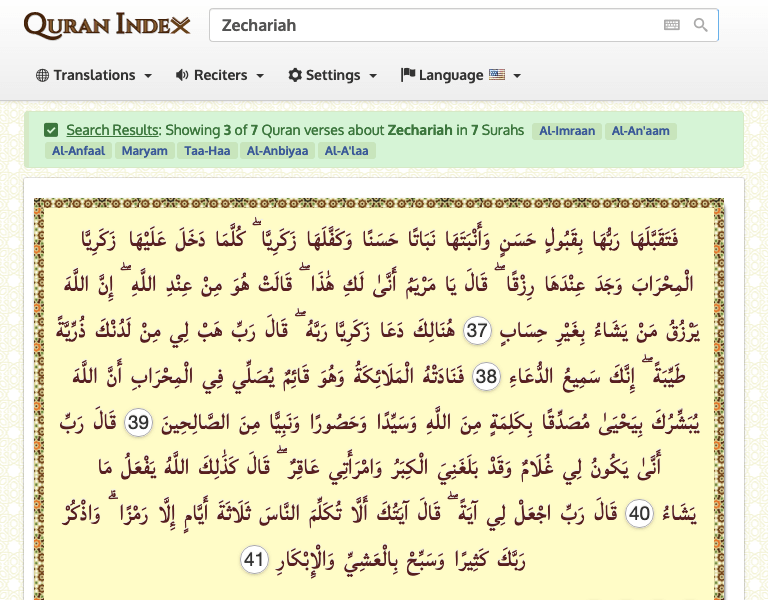 QURAN INDEX
Zechariah
Translations Reciters Settings Language
Search Results: Showing 3 of 7 Quran verses about Zechariah in 7 Surahs Al-Imraan Al-An'aam
Al-Anfaal Maryam Taa-Haa Al-Anbiyaa Al-A'laa
فَتَقَبَّلَهَا رَبُّهَا بِقَبُولٍ حَسَنٍ وَأَنْبَتَهَا نَبَاتًا حَسَنًا وَكَفَّلَهَا زَكَرِيَّا ۖ كُلَّمَا دَخَلَ عَلَيْهَا زَكَرِيَّا
الْمِحْرَابَ وَجَدَ عِنْدَهَا رِزْقًا ۖ قَالَ يَا مَرْيَمُ أَنَّىٰ لَكِ هَٰذَا ۖ قَالَتْ هُوَ مِنْ عِنْدِ اللَّهِ ۖ إِنَّ اللَّهَ
يَرْزُقُ مَنْ يَشَاءُ بِغَيْرِ حِسَابٍ 37 هُنَالِكَ دَعَا زَكَرِيَّا رَبَّهُ ۖ قَالَ رَبِّ هَبْ لِي مِنْ لَدُنْكَ ذُرِّيَّةً
طَيِّبَةً ۖ إِنَّكَ سَمِيعُ الدُّعَاءِ 38 فَنَادَتْهُ الْمَلَائِكَةُ وَهُوَ قَائِمٌ يُصَلِّي فِي الْمِحْرَابِ أَنَّ اللَّهَ
يُبَشِّرُكَ بِيَحْيَىٰ مُصَدِّقًا بِكَلِمَةٍ مِنَ اللَّهِ وَسَيِّدًا وَحَصُورًا وَنَبِيًّا مِنَ الصَّالِحِينَ 39 قَالَ رَبِّ
أَنَّىٰ يَكُونُ لِي غُلَامٌ وَقَدْ بَلَغَنِيَ الْكِبَرُ وَامْرَأَتِي عَاقِرٌ ۖ قَالَ كَذَٰلِكَ اللَّهُ يَفْعَلُ مَا
يَشَاءُ 40 قَالَ رَبِّ اجْعَلْ لِي آيَةً ۖ قَالَ آيَتُكَ أَلَّا تُكَلِّمَ النَّاسَ ثَلَاثَةَ أَيَّامٍ إِلَّا رَمْزًا ۗ وَاذْكُرْ
رَبَّكَ كَثِيرًا وَسَبِّحْ بِالْعَشِيِّ وَالْإِبْكَارِ 41